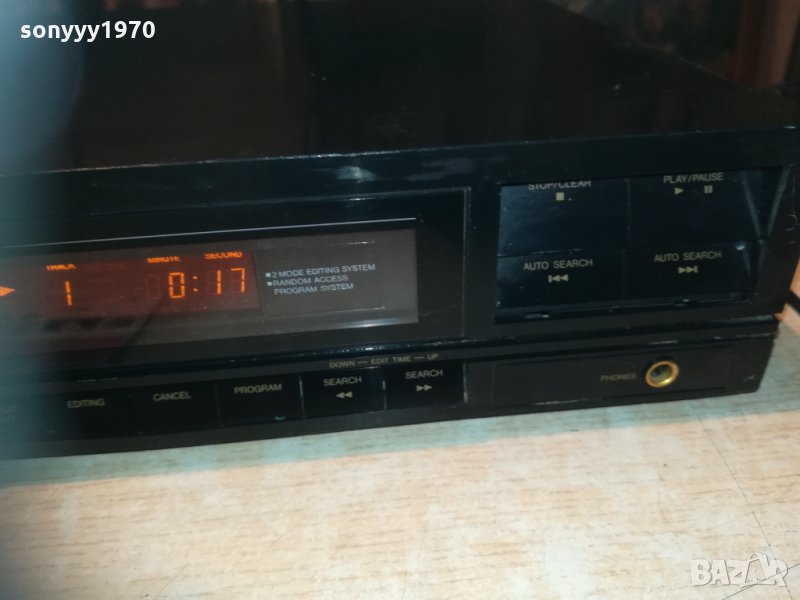 sonyyy1970
STOP/CLEAR
PLAY/PAUSE
TRACK MINUTE SECOND
1 0:17
2 MODE EDITING SYSTEM
RANDOM ACCESS
PROGRAM SYSTEM
AUTO SEARCH
AUTO SEARCH
DOWN — EDIT TIME — UP
EDITING
CANCEL
PROGRAM
SEARCH
SEARCH
PHONES
BAZAR